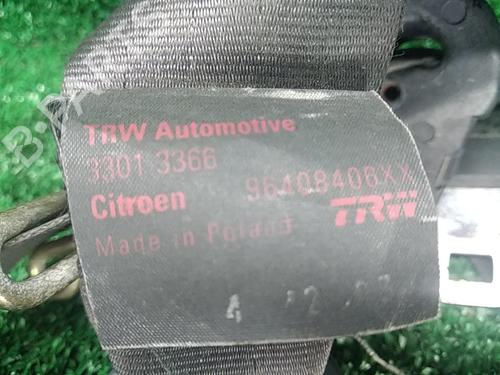 TRW Automotive
3301 3366
Citroen 96408406XX
Made in Poland TRW